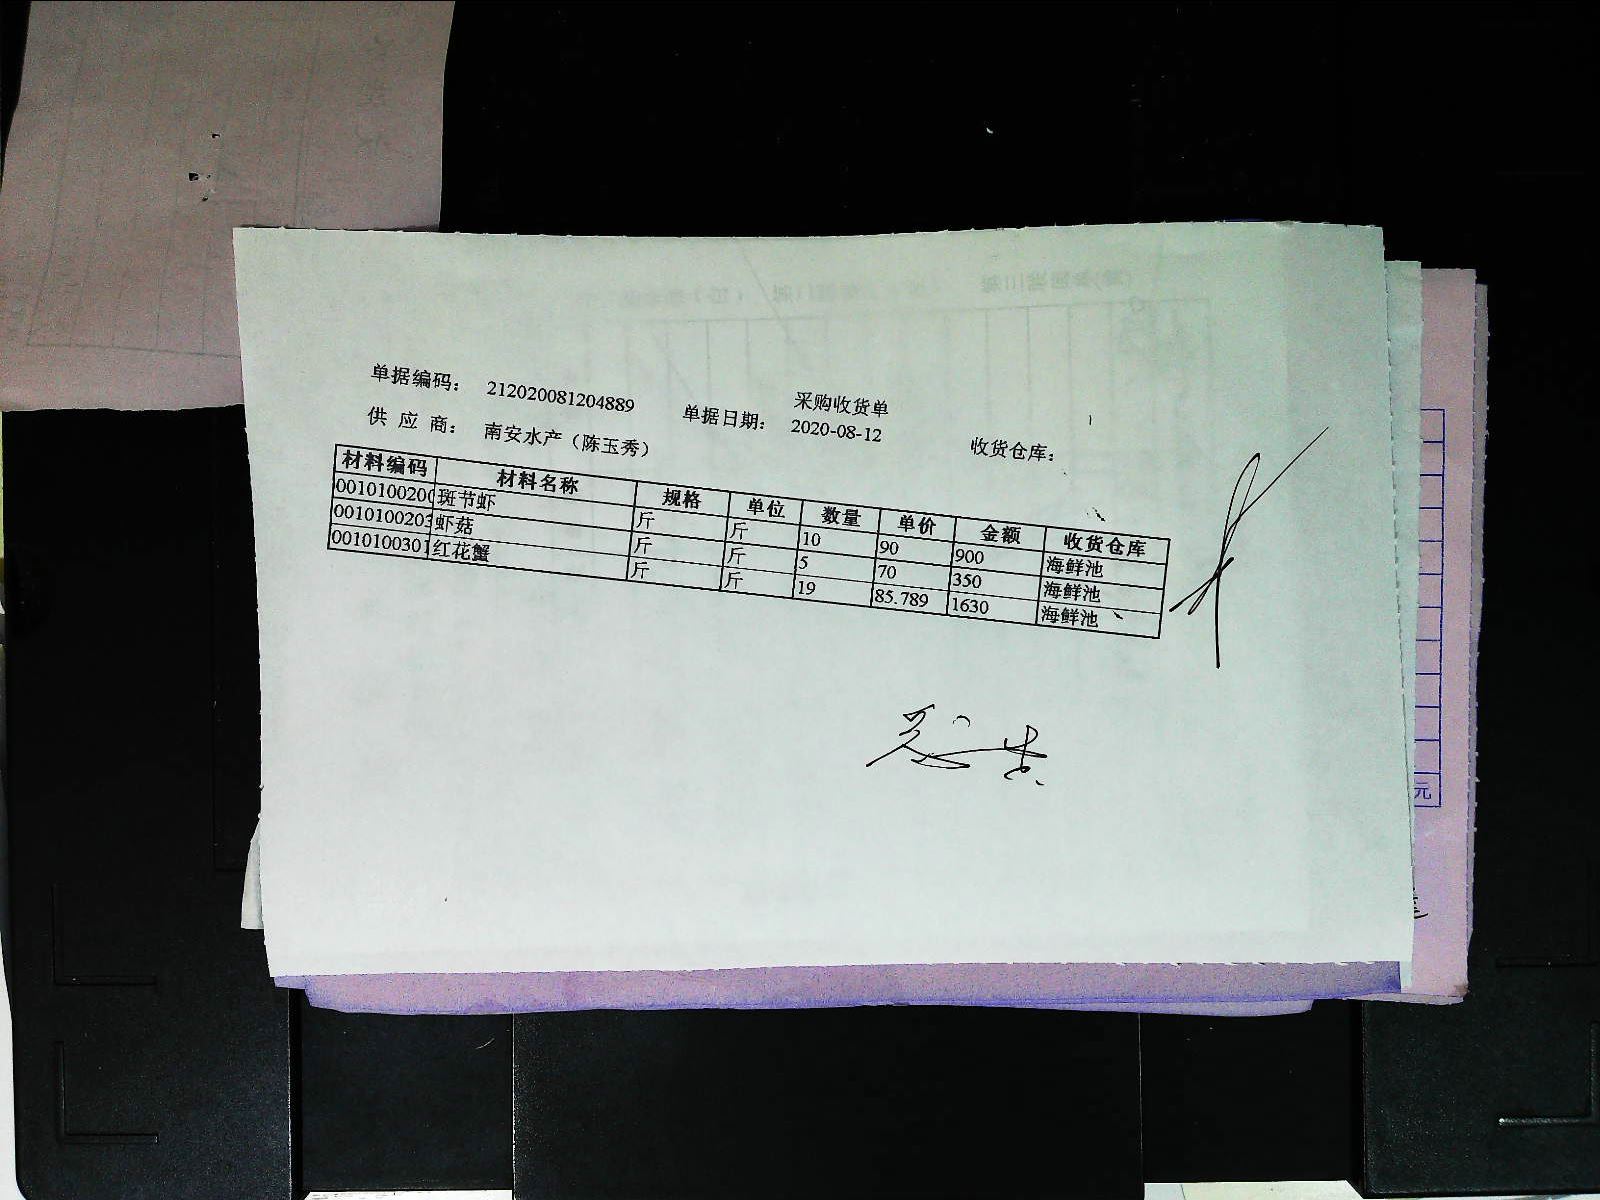 采购收货单
单据编码: 212020081204889 单据日期: 2020-08-12 收货仓库:
供 应 商: 南安水产（陈玉秀）
材料编码 材料名称 规格 单位 数量 单价 金额 收货仓库
0010100200 斑节虾 斤 斤 10 90 900 海鲜池
0010100203 虾菇 斤 斤 5 70 350 海鲜池
0010100301 红花蟹 斤 斤 19 85.789 1630 海鲜池
元